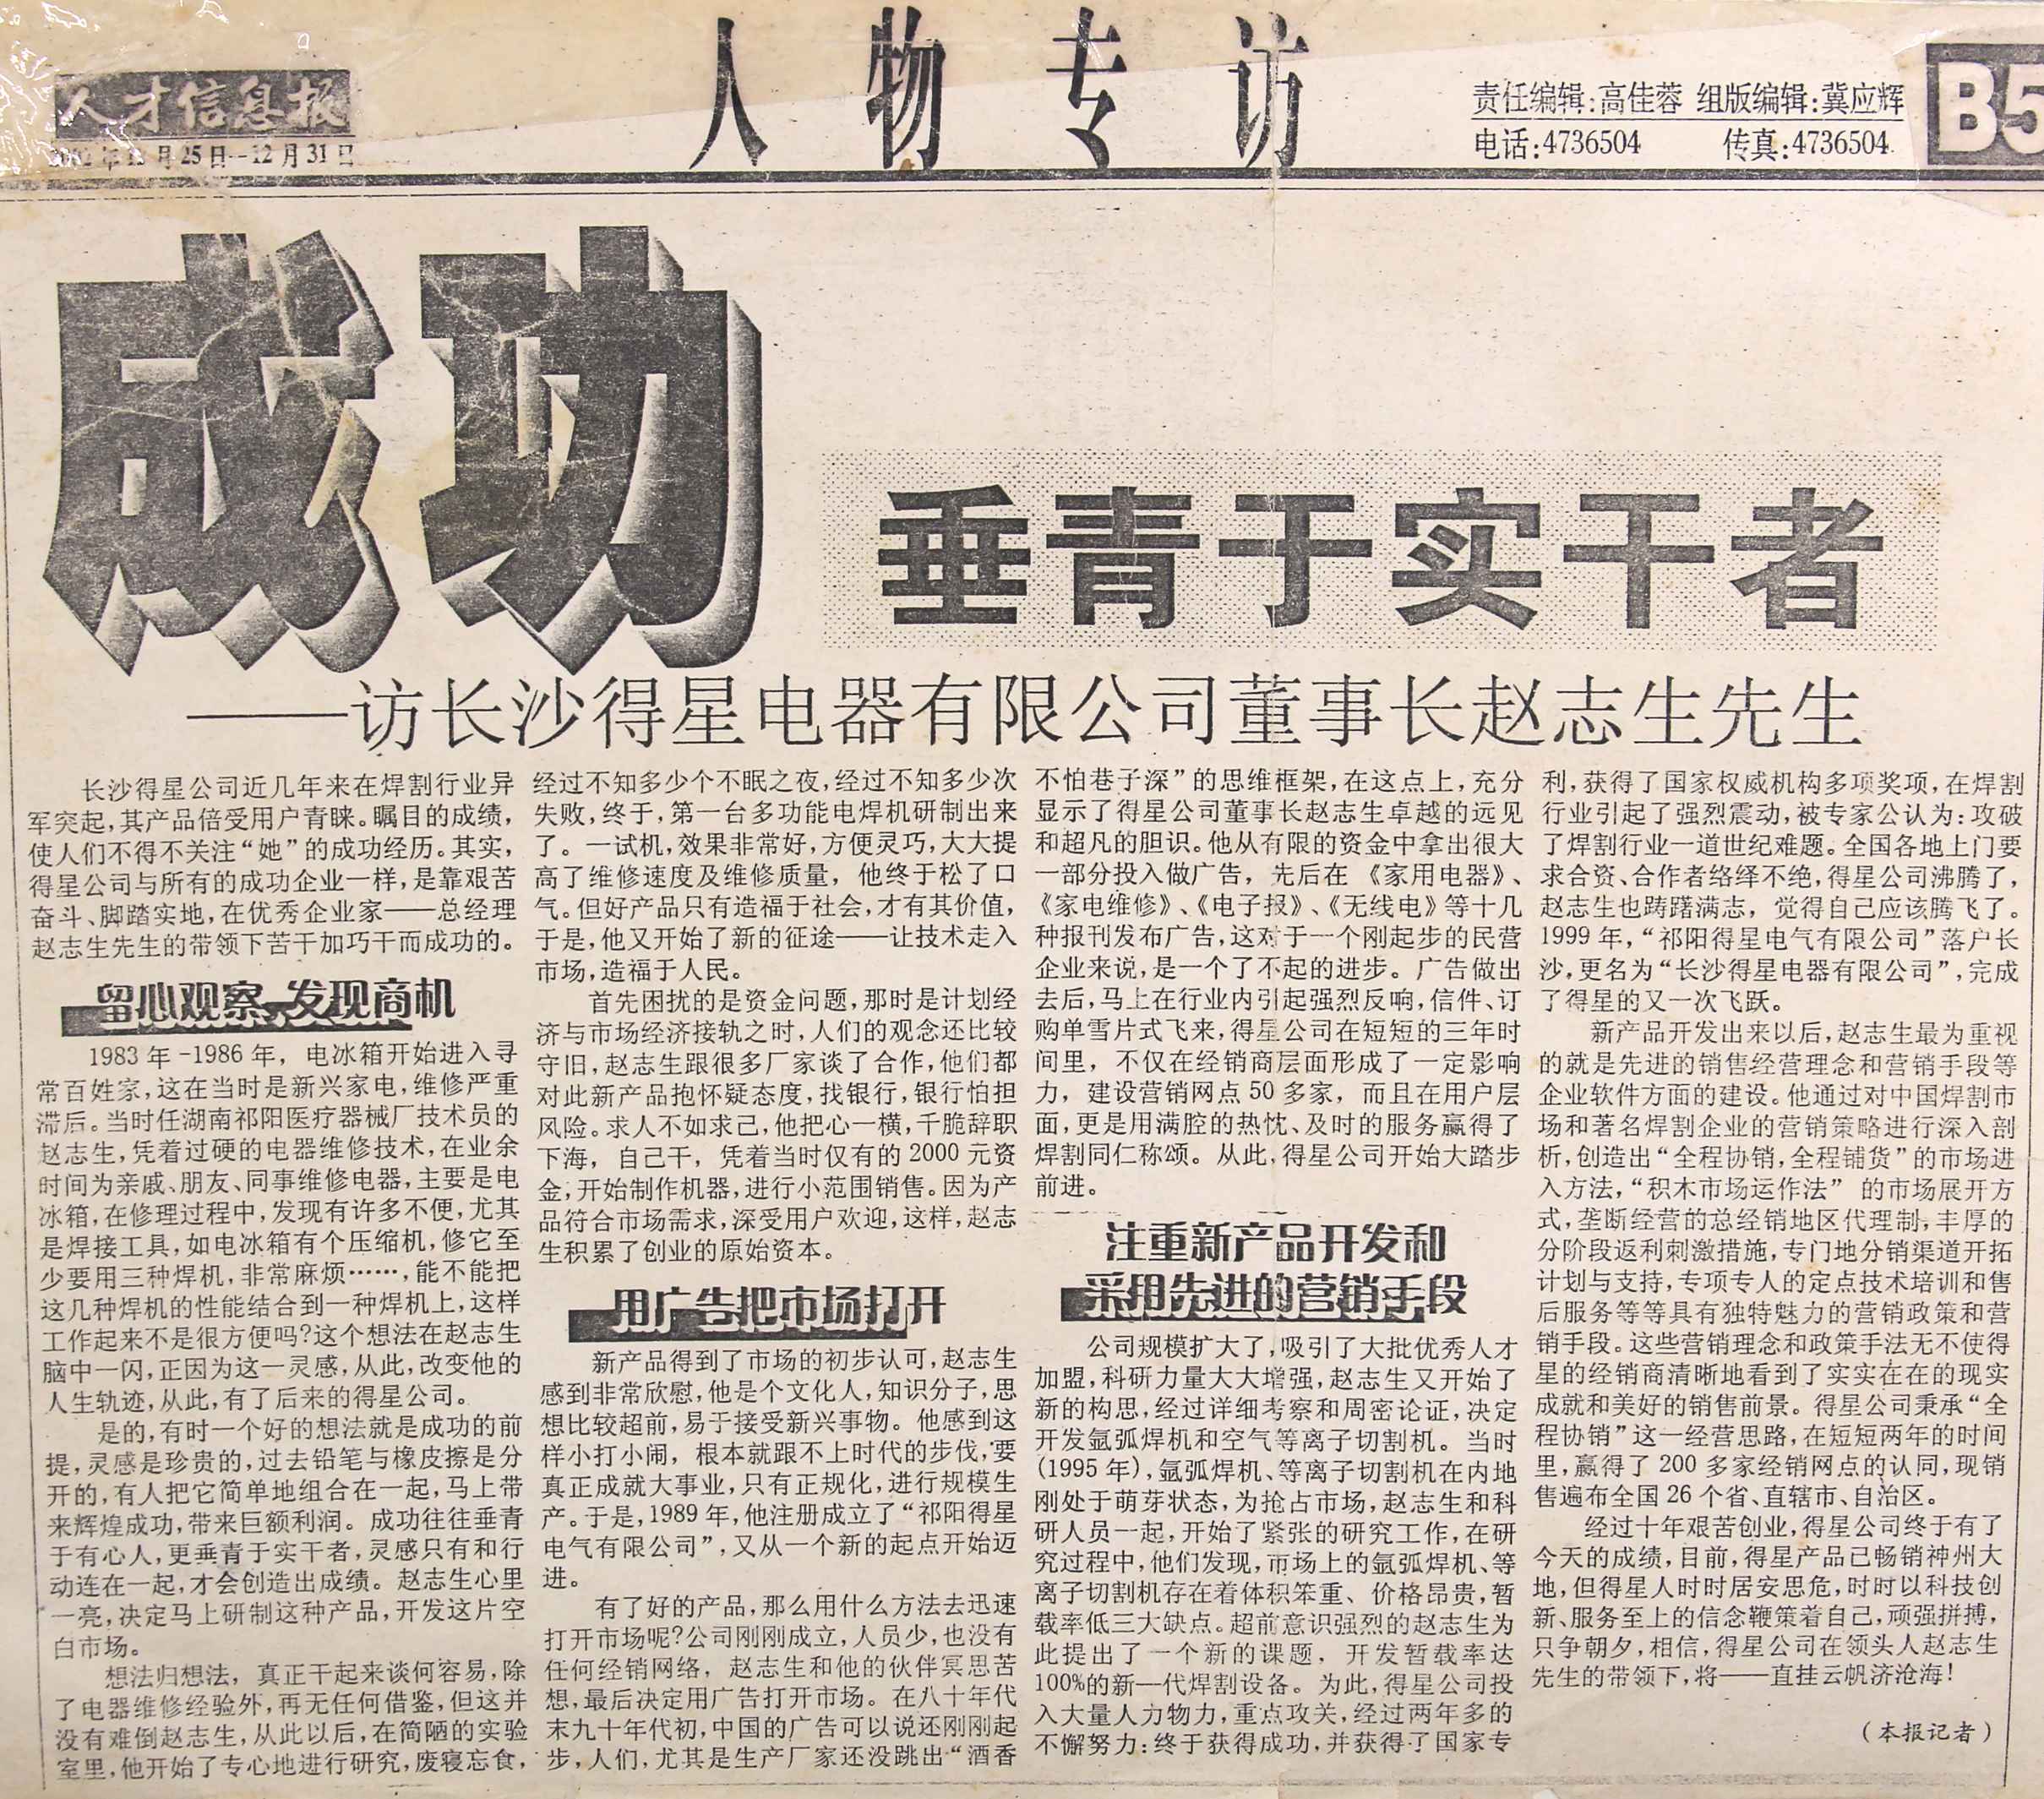 人才信息报
2002年12月25日--12月31日
人物专访
责任编辑:高佳蓉 组版编辑:冀应辉
电话:4736504 传真:4736504
B5
成功
垂青于实干者
——访长沙得星电器有限公司董事长赵志生先生
长沙得星公司近几年来在焊割行业异
军突起,其产品倍受用户青睐。瞩目的成绩,
使人们不得不关注“她”的成功经历。其实,
得星公司与所有的成功企业一样,是靠艰苦
奋斗、脚踏实地,在优秀企业家——总经理
赵志生先生的带领下苦干加巧干而成功的。
留心观察,发现商机
1983年-1986年,电冰箱开始进入寻
常百姓家,这在当时是新兴家电,维修严重
滞后。当时任湖南祁阳医疗器械厂技术员的
赵志生,凭着过硬的电器维修技术,在业余
时间为亲戚、朋友、同事维修电器,主要是电
冰箱,在修理过程中,发现有许多不便,尤其
是焊接工具,如电冰箱有个压缩机,修它至
少要用三种焊机,非常麻烦……,能不能把
这几种焊机的性能结合到一种焊机上,这样
工作起来不是很方便吗?这个想法在赵志生
脑中一闪,正因为这一灵感,从此,改变他的
人生轨迹,从此,有了后来的得星公司。
是的,有时一个好的想法就是成功的前
提,灵感是珍贵的,过去铅笔与橡皮擦是分
开的,有人把它简单地组合在一起,马上带
来辉煌成功,带来巨额利润。成功往往垂青
于有心人,更垂青于实干者,灵感只有和行
动连在一起,才会创造出成绩。赵志生心里
一亮,决定马上研制这种产品,开发这片空
白市场。
想法归想法,真正干起来谈何容易,除
了电器维修经验外,再无任何借鉴,但这并
没有难倒赵志生,从此以后,在简陋的实验
室里,他开始了专心地进行研究,废寝忘食,
经过不知多少个不眠之夜,经过不知多少次
失败,终于,第一台多功能电焊机研制出来
了。一试机,效果非常好,方便灵巧,大大提
高了维修速度及维修质量,他终于松了口
气。但好产品只有造福于社会,才有其价值,
于是,他又开始了新的征途——让技术走入
市场,造福于人民。
首先困扰的是资金问题,那时是计划经
济与市场经济接轨之时,人们的观念还比较
守旧,赵志生跟很多厂家谈了合作,他们都
对此新产品抱怀疑态度,找银行,银行怕担
风险。求人不如求己,他把心一横,干脆辞职
下海,自己干,凭着当时仅有的2000元资
金,开始制作机器,进行小范围销售。因为产
品符合市场需求,深受用户欢迎,这样,赵志
生积累了创业的原始资本。
用广告把市场打开
新产品得到了市场的初步认可,赵志生
感到非常欣慰,他是个文化人,知识分子,思
想比较超前,易于接受新兴事物。他感到这
样小打小闹,根本就跟不上时代的步伐,要
真正成就大事业,只有正规化,进行规模生
产。于是,1989年,他注册成立了“祁阳得星
电气有限公司”,又从一个新的起点开始迈
进。
有了好的产品,那么用什么方法去迅速
打开市场呢?公司刚刚成立,人员少,也没有
任何经销网络,赵志生和他的伙伴冥思苦
想,最后决定用广告打开市场。在八十年代
末九十年代初,中国的广告可以说还刚刚起
步,人们,尤其是生产厂家还没跳出“酒香
不怕巷子深”的思维框架,在这点上,充分
显示了得星公司董事长赵志生卓越的远见
和超凡的胆识。他从有限的资金中拿出很大
一部分投入做广告,先后在《家用电器》、
《家电维修》、《电子报》、《无线电》等十几
种报刊发布广告,这对于一个刚起步的民营
企业来说,是一个了不起的进步。广告做出
去后,马上在行业内引起强烈反响,信件、订
购单雪片式飞来,得星公司在短短的三年时
间里,不仅在经销商层面形成了一定影响
力,建设营销网点50多家,而且在用户层
面,更是用满腔的热忱、及时的服务赢得了
焊割同仁称颂。从此,得星公司开始大踏步
前进。
注重新产品开发和
采用先进的营销手段
公司规模扩大了,吸引了大批优秀人才
加盟,科研力量大大增强,赵志生又开始了
新的构思,经过详细考察和周密论证,决定
开发氩弧焊机和空气等离子切割机。当时
(1995年),氩弧焊机、等离子切割机在内地
刚处于萌芽状态,为抢占市场,赵志生和科
研人员一起,开始了紧张的研究工作,在研
究过程中,他们发现,市场上的氩弧焊机、等
离子切割机存在着体积笨重、价格昂贵,暂
载率低三大缺点。超前意识强烈的赵志生为
此提出了一个新的课题,开发暂载率达
100%的新一代焊割设备。为此,得星公司投
入大量人力物力,重点攻关,经过两年多的
不懈努力:终于获得成功,并获得了国家专
利,获得了国家权威机构多项奖项,在焊割
行业引起了强烈震动,被专家公认为:攻破
了焊割行业一道世纪难题。全国各地上门要
求合资、合作者络绎不绝,得星公司沸腾了,
赵志生也踌躇满志,觉得自己应该腾飞了。
1999年,“祁阳得星电气有限公司”落户长
沙,更名为“长沙得星电器有限公司”,完成
了得星的又一次飞跃。
新产品开发出来以后,赵志生最为重视
的就是先进的销售经营理念和营销手段等
企业软件方面的建设。他通过对中国焊割市
场和著名焊割企业的营销策略进行深入剖
析,创造出“全程协销,全程铺货”的市场进
入方法,“积木市场运作法”的市场展开方
式,垄断经营的总经销地区代理制;丰厚的
分阶段返利刺激措施,专门地分销渠道开拓
计划与支持,专项专人的定点技术培训和售
后服务等等具有独特魅力的营销政策和营
销手段。这些营销理念和政策手法无不使得
星的经销商清晰地看到了实实在在的现实
成就和美好的销售前景。得星公司秉承“全
程协销”这一经营思路,在短短两年的时间
里,赢得了200多家经销网点的认同,现销
售遍布全国26个省、直辖市、自治区。
经过十年艰苦创业,得星公司终于有了
今天的成绩,目前,得星产品已畅销神州大
地,但得星人时时居安思危,时时以科技创
新、服务至上的信念鞭策着自己,顽强拼搏,
只争朝夕,相信,得星公司在领头人赵志生
先生的带领下,将——直挂云帆济沧海!
(本报记者)